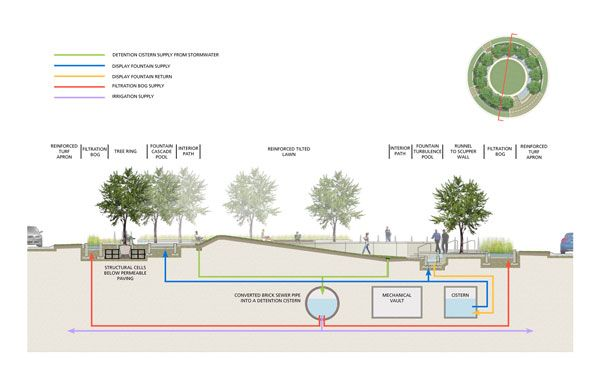 DETENTION CISTERN SUPPLY FROM STORMWATER
DISPLAY FOUNTAIN SUPPLY
DISPLAY FOUNTAIN RETURN
FILTRATION BOG SUPPLY
IRRIGATION SUPPLY
REINFORCED
TURF
APRON
FILTRATION
BOG
TREE RING
FOUNTAIN
CASCADE
POOL
INTERIOR
PATH
REINFORCED TILTED
LAWN
INTERIOR
PATH
FOUNTAIN
TURBULENCE
POOL
RUNNEL
TO SCUPPER
WALL
FILTRATION
BOG
REINFORCED
TURF
APRON
STRUCTURAL CELLS
BELOW PERMEABLE
PAVING
CONVERTED BRICK SEWER PIPE
INTO A DETENTION CISTERN
MECHANICAL
VAULT
CISTERN